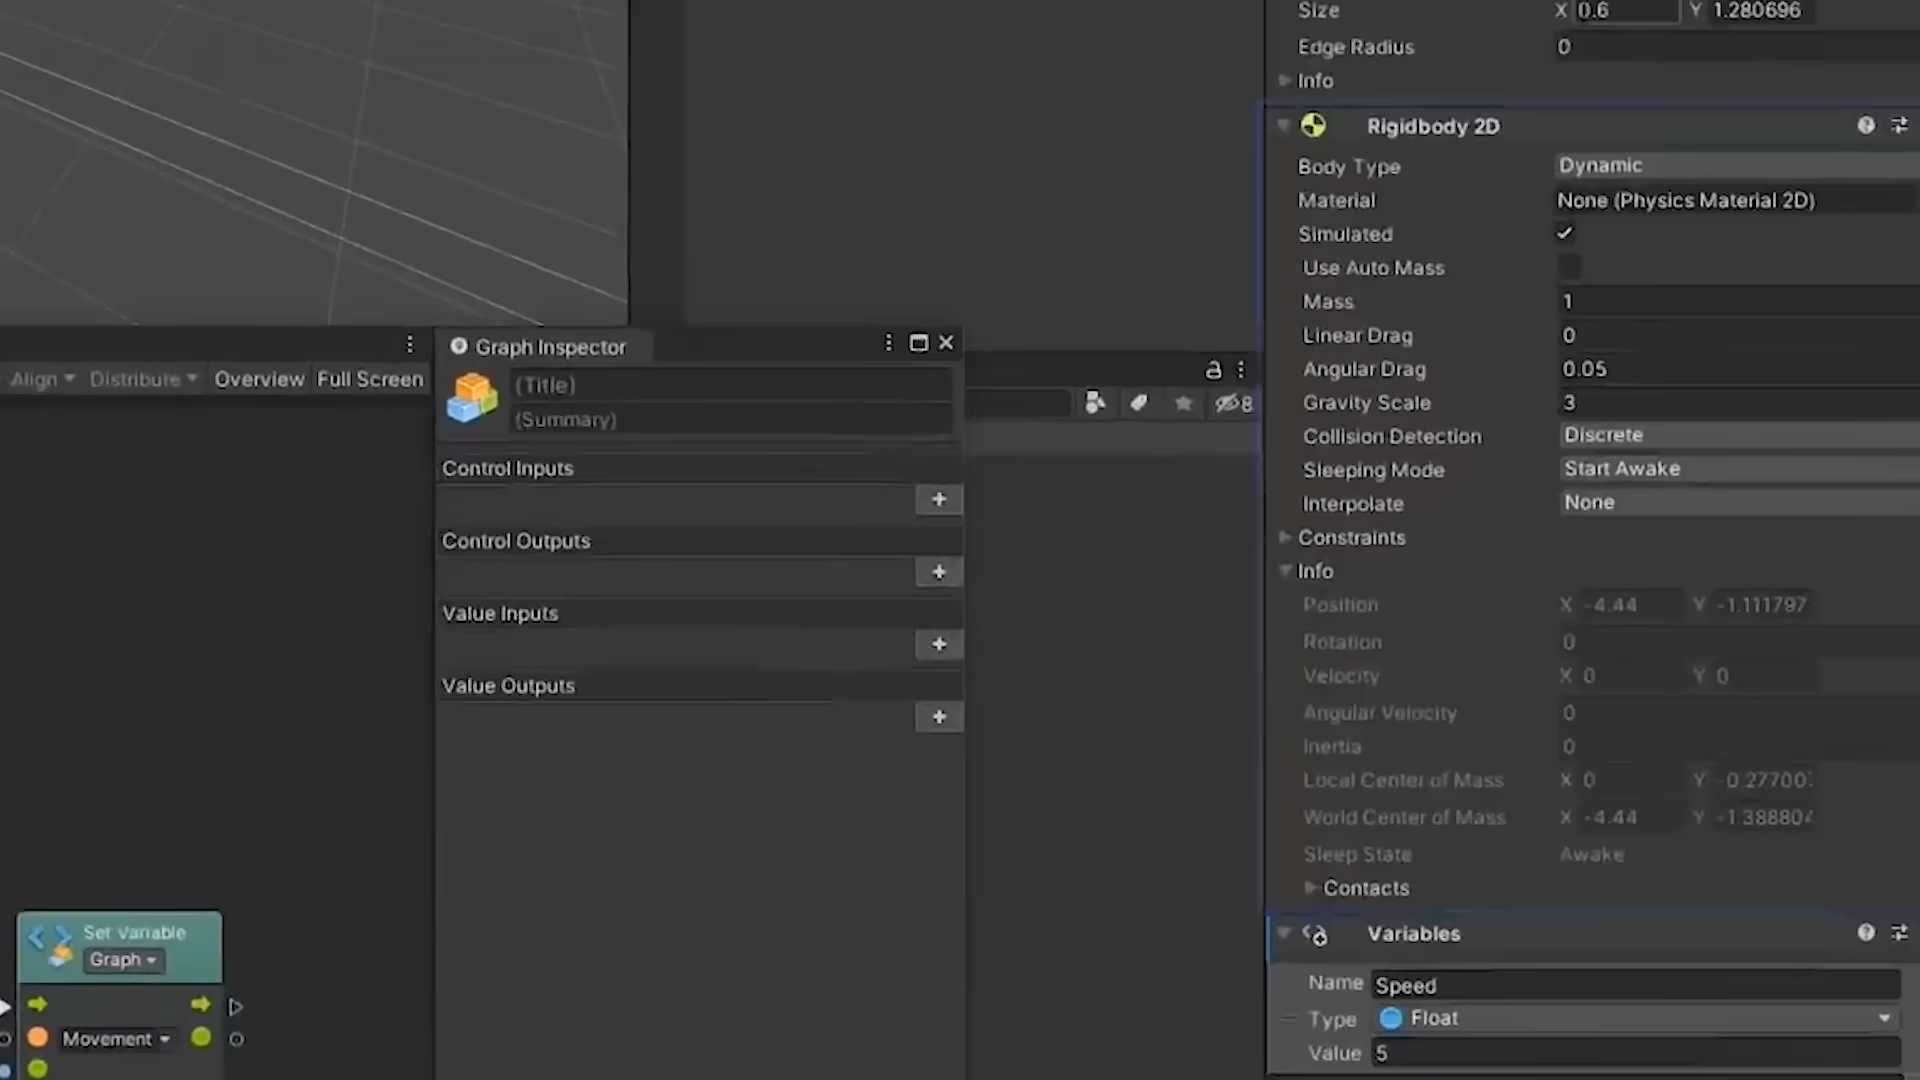 Size X 0.6 Y 1.280696
Edge Radius 0
Info
Rigidbody 2D
Body Type Dynamic
Material None (Physics Material 2D)
Simulated
Use Auto Mass
Mass 1
Linear Drag 0
Angular Drag 0.05
Gravity Scale 3
Collision Detection Discrete
Sleeping Mode Start Awake
Interpolate None
Constraints
Info
Position X -4.44 Y -1.111797
Rotation 0
Velocity X 0 Y 0
Angular Velocity 0
Inertia 0
Local Center of Mass X 0 Y -0.27700
World Center of Mass X -4.44 Y -1.38880
Sleep State Awake
Contacts
Variables
Name Speed
Type Float
Value 5
Align Distribute Overview Full Screen
Graph Inspector
(Title)
(Summary)
Control Inputs
+
Control Outputs
+
Value Inputs
+
Value Outputs
+
8
Set Variable
Graph
Movement